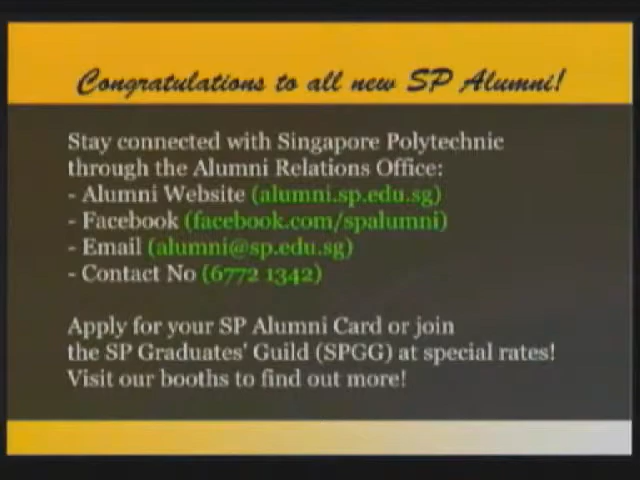 Congratulations to all new SP Alumni!
Stay connected with Singapore Polytechnic
through the Alumni Relations Office:
- Alumni Website (alumni.sp.edu.sg)
- Facebook (facebook.com/spalumni)
- Email (alumni@sp.edu.sg)
- Contact No (6772 1342)
Apply for your SP Alumni Card or join
the SP Graduates' Guild (SPGG) at special rates!
Visit our booths to find out more!